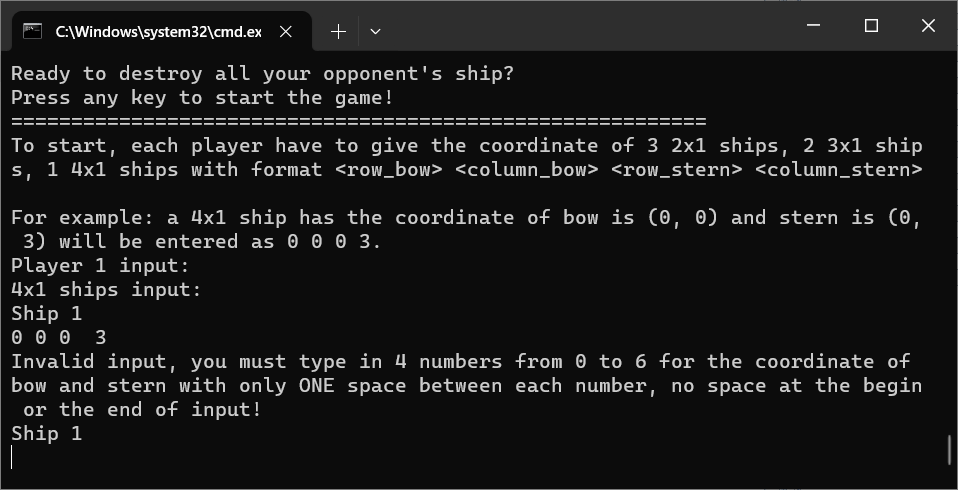 C:\Windows\system32\cmd.ex
Ready to destroy all your opponent's ship?
Press any key to start the game!
==========================================================
To start, each player have to give the coordinate of 3 2x1 ships, 2 3x1 ship
s, 1 4x1 ships with format <row_bow> <column_bow> <row_stern> <column_stern>
For example: a 4x1 ship has the coordinate of bow is (0, 0) and stern is (0,
 3) will be entered as 0 0 0 3.
Player 1 input:
4x1 ships input:
Ship 1
0 0 0  3
Invalid input, you must type in 4 numbers from 0 to 6 for the coordinate of
bow and stern with only ONE space between each number, no space at the begin
 or the end of input!
Ship 1